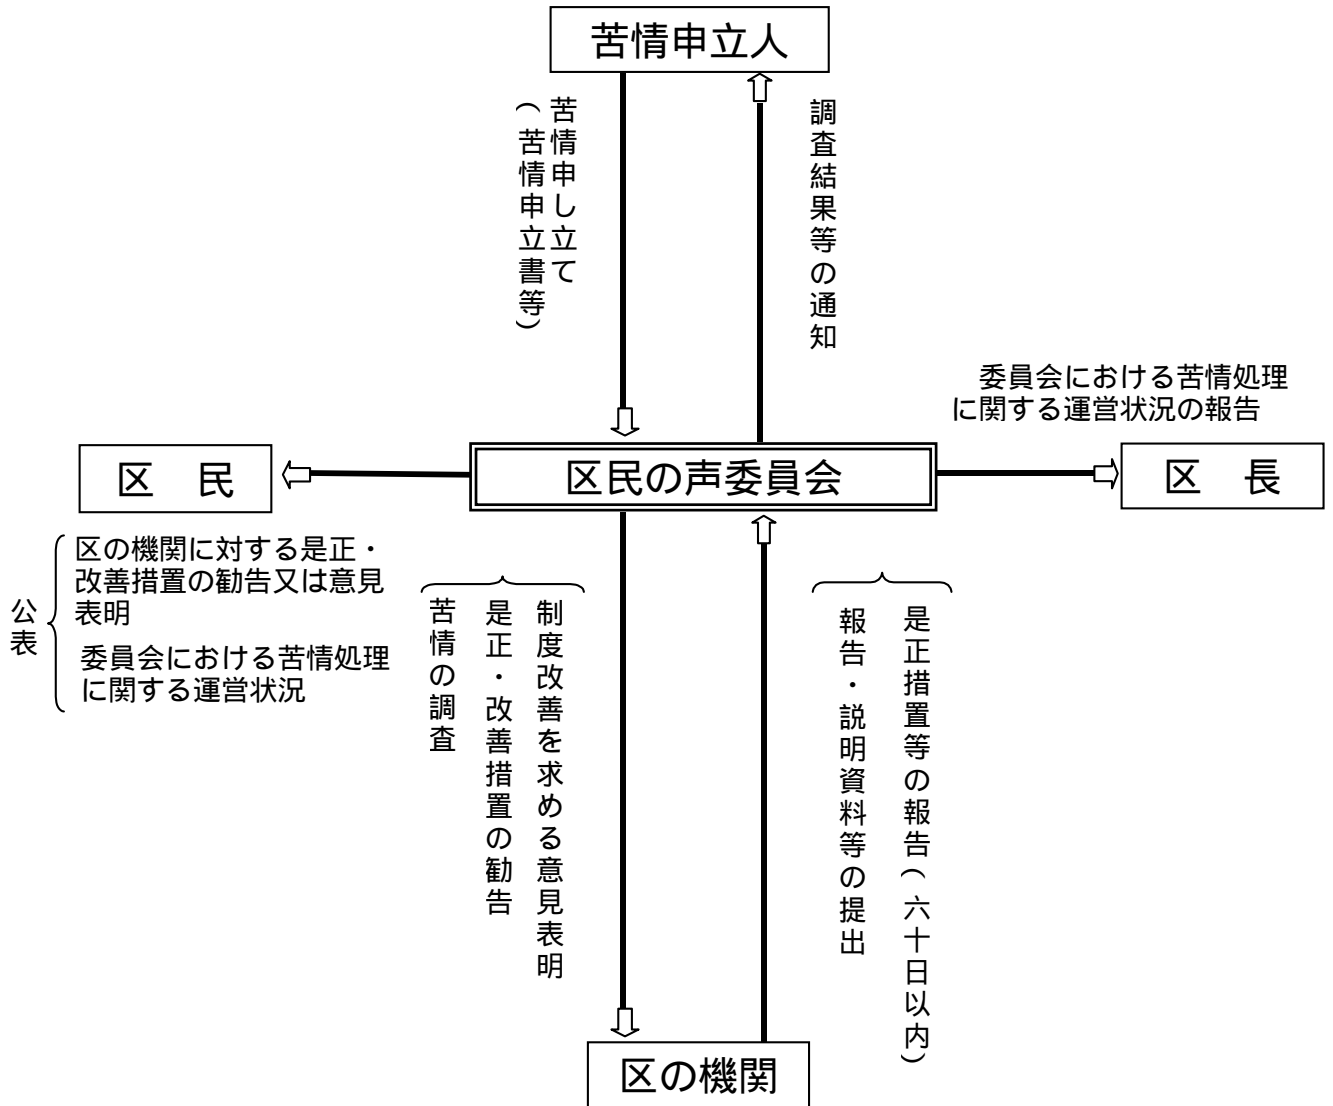 苦情申立人
苦情申し立て
（苦情申立書等）
調査結果等の通知
委員会における苦情処理
に関する運営状況の報告
区　民
区民の声委員会
区　長
公表
区の機関に対する是正・
改善措置の勧告又は意見
表明
委員会における苦情処理
に関する運営状況
制度改善を求める意見表明
是正・改善措置の勧告
苦情の調査
是正措置等の報告（六十日以内）
報告・説明資料等の提出
区の機関